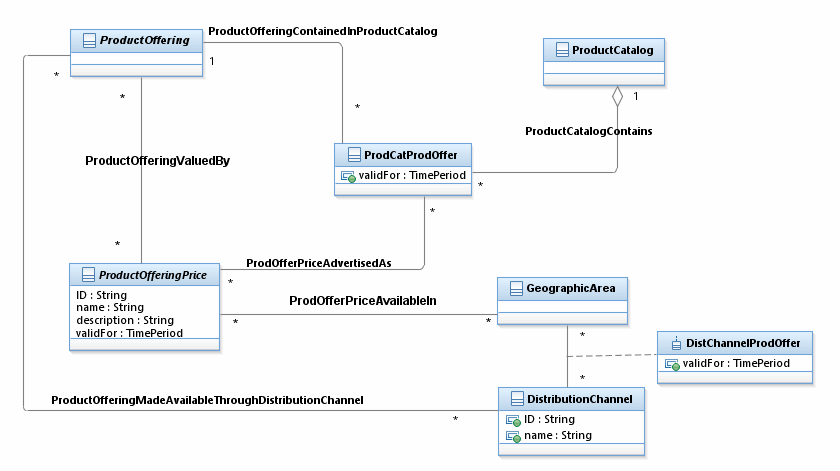 ProductOfferingContainedInProductCatalog
ProductOffering
ProductCatalog
1
*
*
1
*
ProductCatalogContains
ProdCatProdOffer
ProductOfferingValuedBy
validFor : TimePeriod
*
*
*
ProdOfferPriceAdvertisedAs
ProductOfferingPrice
*
ID : String
name : String
description : String
validFor : TimePeriod
ProdOfferPriceAvailableIn
GeographicArea
*
*
*
DistChannelProdOffer
validFor : TimePeriod
*
ProductOfferingMadeAvailableThroughDistributionChannel
DistributionChannel
*
ID : String
name : String